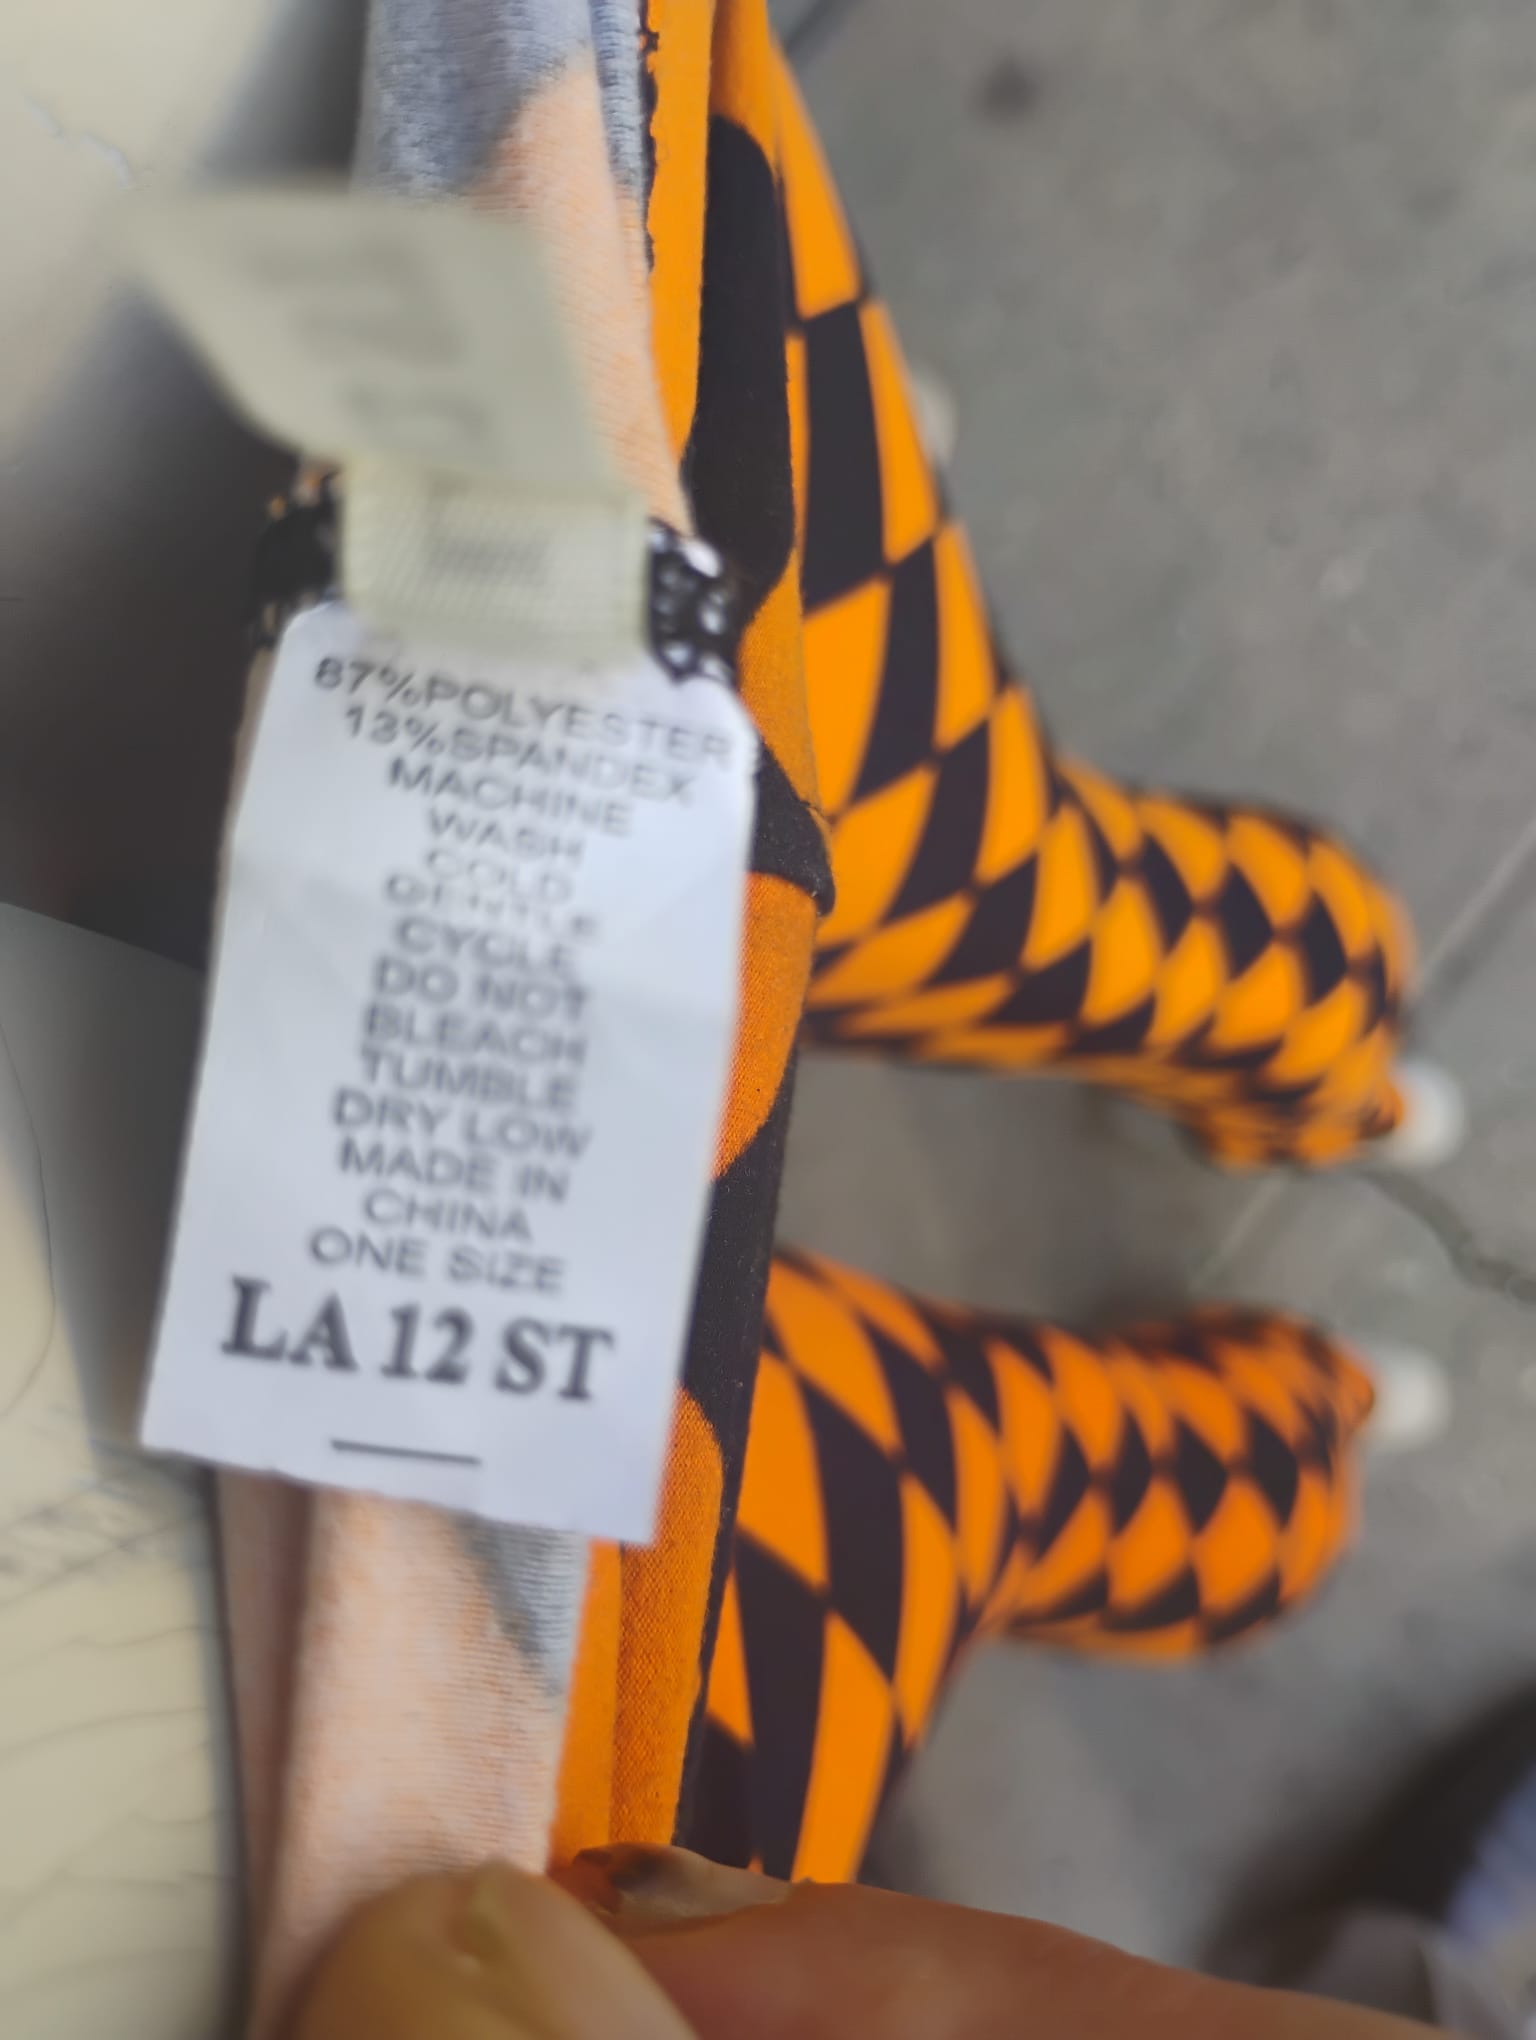 87%POLYESTER
13%SPANDEX
MACHINE
WASH
COLD
GENTLE
CYCLE
DO NOT
BLEACH
TUMBLE
DRY LOW
MADE IN
CHINA
ONE SIZE
LA 12 ST